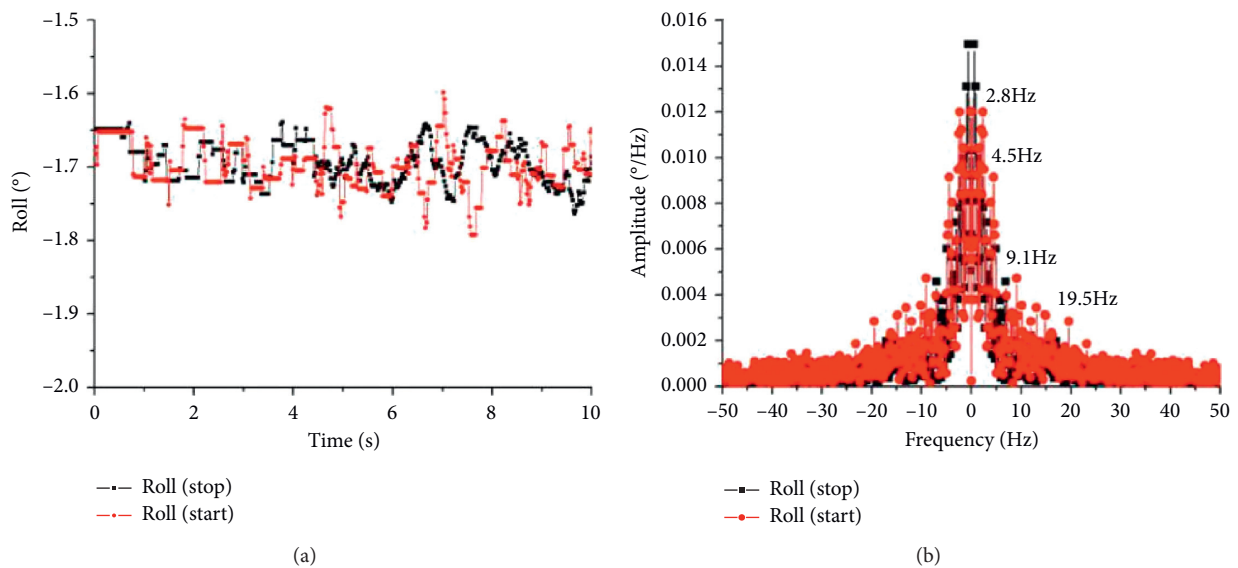 −1.5
−1.6
−1.7
−1.8
−1.9
−2.0
Roll (°)
0
2
4
6
8
10
Time (s)
Roll (stop)
Roll (start)
(a)
0.016
0.014
0.012
0.010
0.008
0.006
0.004
0.002
0.000
Amplitude (°/Hz)
2.8Hz
4.5Hz
9.1Hz
19.5Hz
−50
−40
−30
−20
−10
0
10
20
30
40
50
Frequency (Hz)
Roll (stop)
Roll (start)
(b)